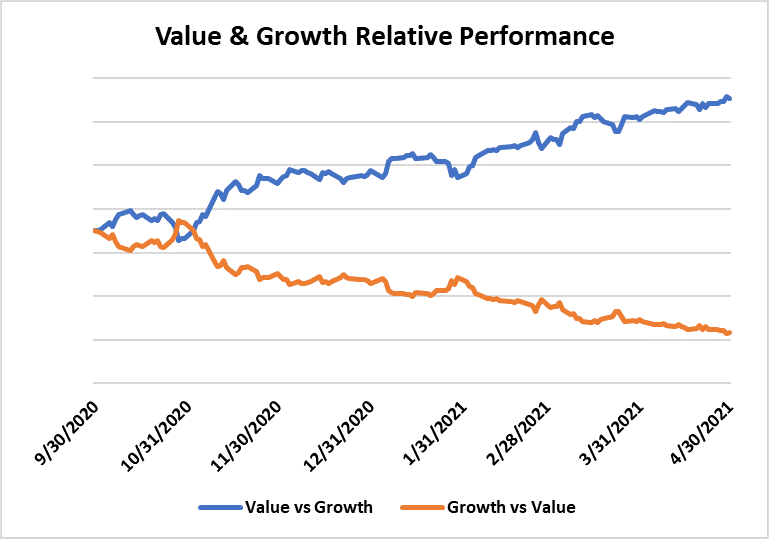 Value & Growth Relative Performance
9/30/2020
10/31/2020
11/30/2020
12/31/2020
1/31/2021
2/28/2021
3/31/2021
4/30/2021
Value vs Growth
Growth vs Value